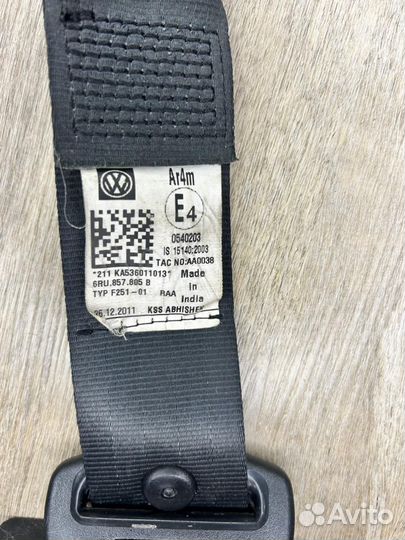 Ar4m
E4
0540203
IS 15140:2003
TAC NO:AA0038
*211 KA536011013*
Made
6RU.857.805 B
in
TYP F251-01 RAA
India
26.12.2011 KSS ABHISHEK
Avito